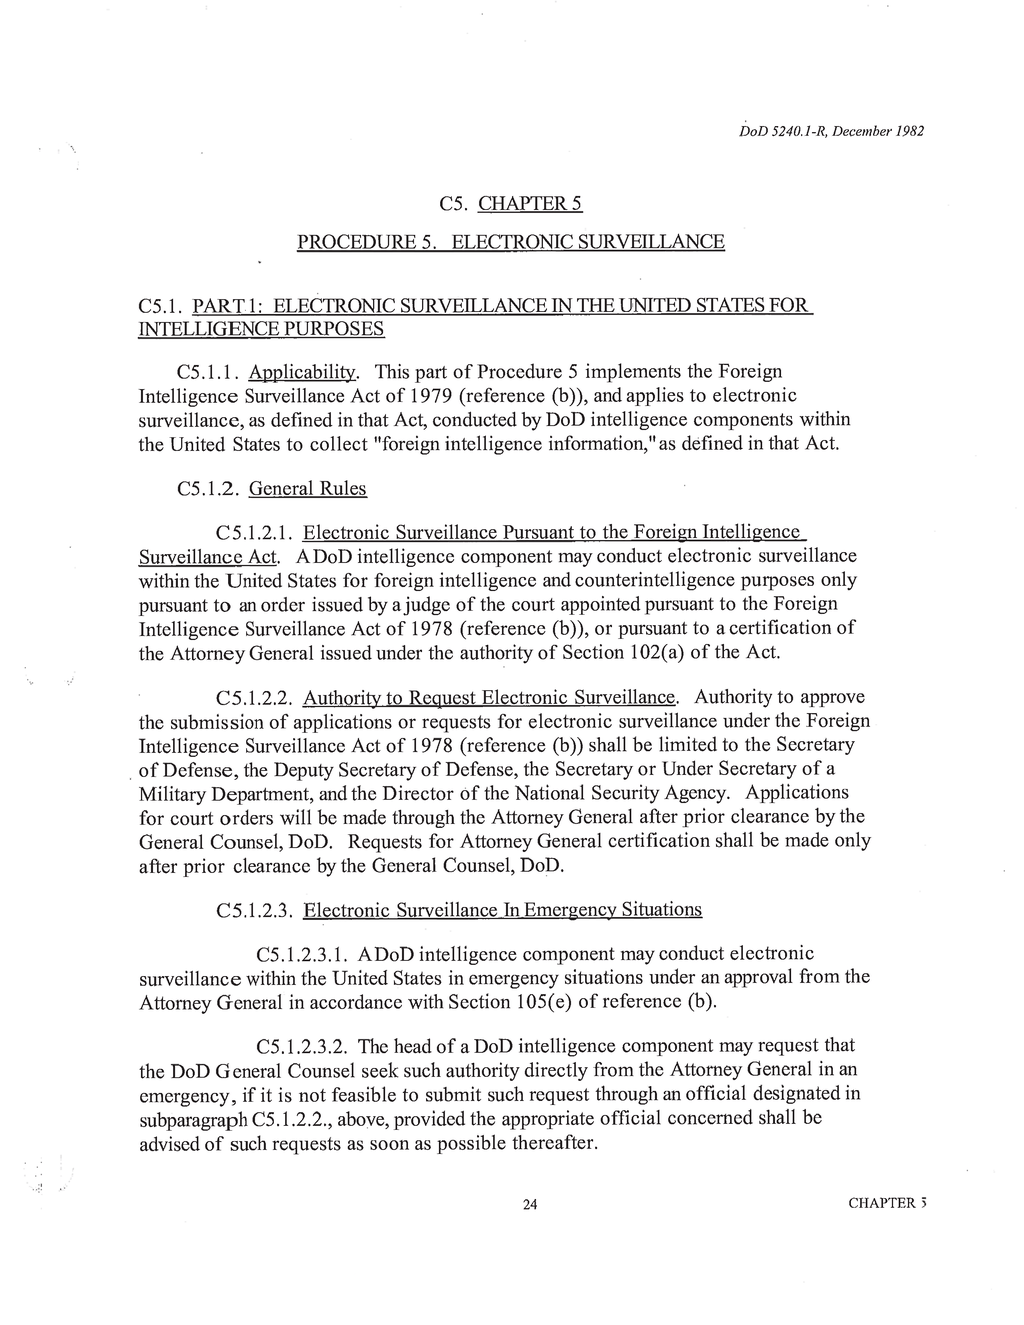 DoD 5240.1-R, December 1982
C5. CHAPTER 5
PROCEDURE 5. ELECTRONIC SURVEILLANCE
C5.1. PART 1: ELECTRONIC SURVEILLANCE IN THE UNITED STATES FOR
INTELLIGENCE PURPOSES
C5.1.1. Applicability. This part of Procedure 5 implements the Foreign
Intelligence Surveillance Act of 1979 (reference (b)), and applies to electronic
surveillance, as defined in that Act, conducted by DoD intelligence components within
the United States to collect "foreign intelligence information," as defined in that Act.
C5.1.2. General Rules
C5.1.2.1. Electronic Surveillance Pursuant to the Foreign Intelligence
Surveillance Act. A DoD intelligence component may conduct electronic surveillance
within the United States for foreign intelligence and counterintelligence purposes only
pursuant to an order issued by a judge of the court appointed pursuant to the Foreign
Intelligence Surveillance Act of 1978 (reference (b)), or pursuant to a certification of
the Attorney General issued under the authority of Section 102(a) of the Act.
C5.1.2.2. Authority to Request Electronic Surveillance. Authority to approve
the submission of applications or requests for electronic surveillance under the Foreign
Intelligence Surveillance Act of 1978 (reference (b)) shall be limited to the Secretary
of Defense, the Deputy Secretary of Defense, the Secretary or Under Secretary of a
Military Department, and the Director of the National Security Agency. Applications
for court orders will be made through the Attorney General after prior clearance by the
General Counsel, DoD. Requests for Attorney General certification shall be made only
after prior clearance by the General Counsel, DoD.
C5.1.2.3. Electronic Surveillance In Emergency Situations
C5.1.2.3.1. A DoD intelligence component may conduct electronic
surveillance within the United States in emergency situations under an approval from the
Attorney General in accordance with Section 105(e) of reference (b).
C5.1.2.3.2. The head of a DoD intelligence component may request that
the DoD General Counsel seek such authority directly from the Attorney General in an
emergency, if it is not feasible to submit such request through an official designated in
subparagraph C5.1.2.2., above, provided the appropriate official concerned shall be
advised of such requests as soon as possible thereafter.
24
CHAPTER 5